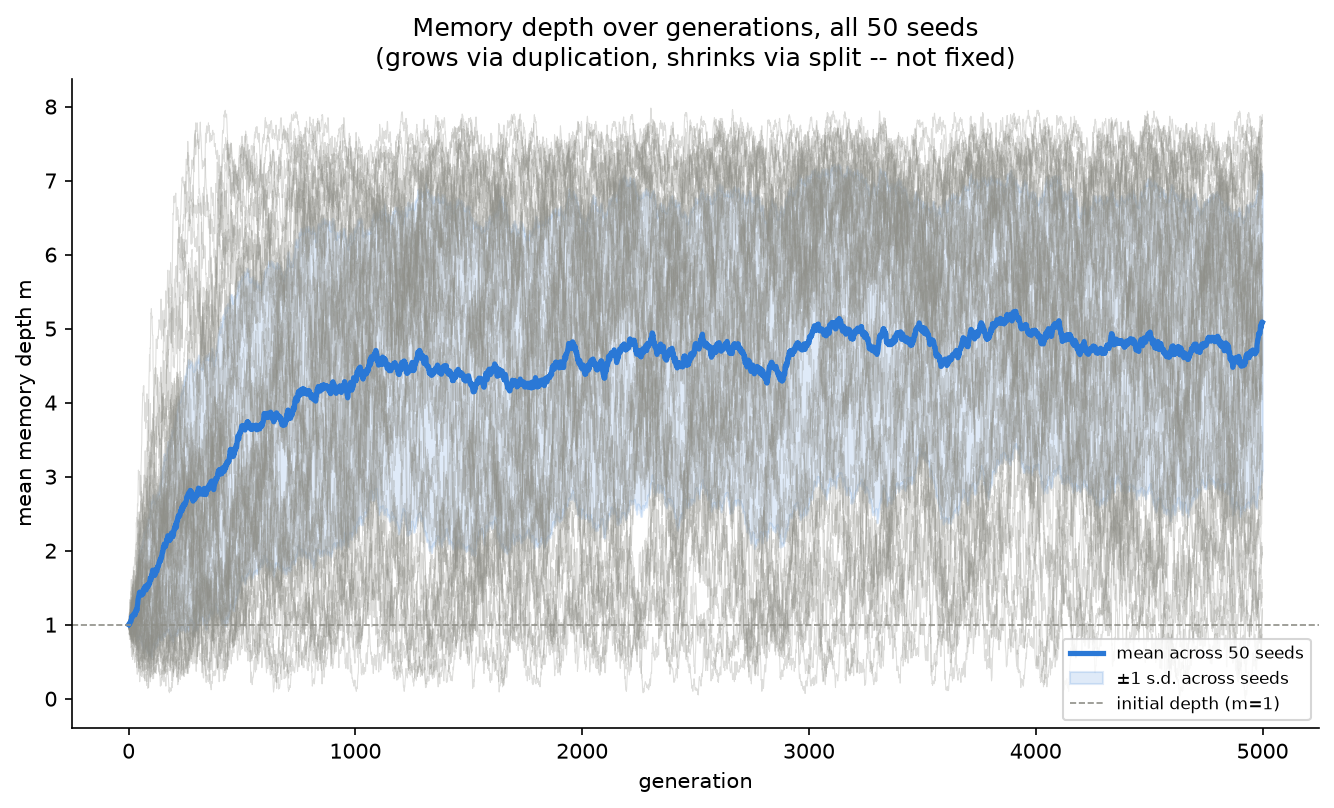 Memory depth over generations, all 50 seeds
(grows via duplication, shrinks via split -- not fixed)
mean memory depth m
8
7
6
5
4
3
2
1
0
mean across 50 seeds
±1 s.d. across seeds
initial depth (m=1)
0
1000
2000
3000
4000
5000
generation